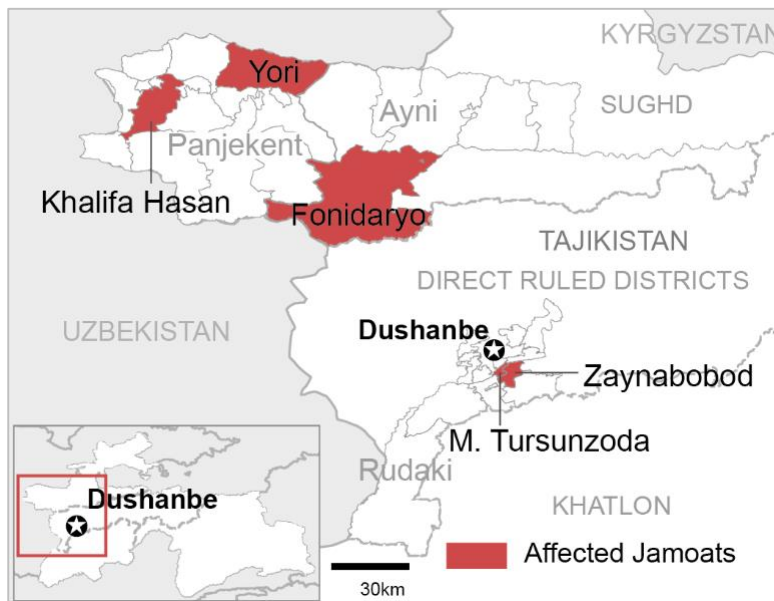 KYRGYZSTAN
Yori
Ayni
SUGHD
Panjekent
Khalifa Hasan
Fonidaryo
TAJIKISTAN
DIRECT RULED DISTRICTS
UZBEKISTAN
Dushanbe
Zaynabobod
M. Tursunzoda
Rudaki
Dushanbe
KHATLON
Affected Jamoats
30km